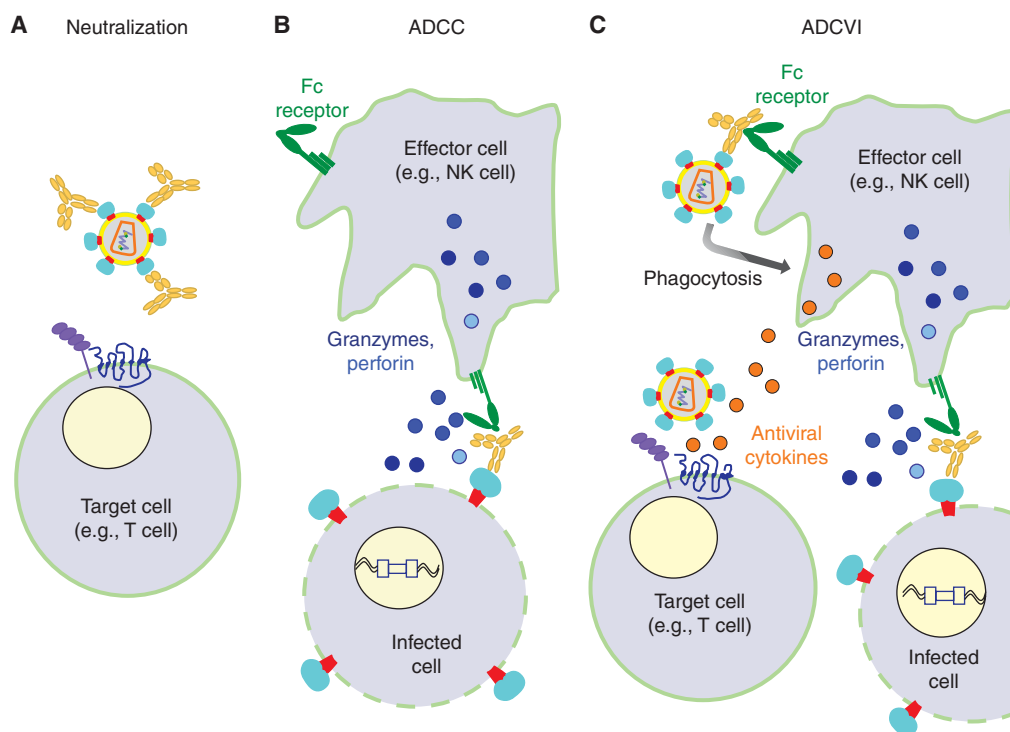 A
Neutralization
Target cell
(e.g., T cell)
B
ADCC
Fc
receptor
Effector cell
(e.g., NK cell)
Granzymes,
perforin
Infected
cell
C
ADCVI
Fc
receptor
Effector cell
(e.g., NK cell)
Phagocytosis
Granzymes,
perforin
Antiviral
cytokines
Target cell
(e.g., T cell)
Infected
cell